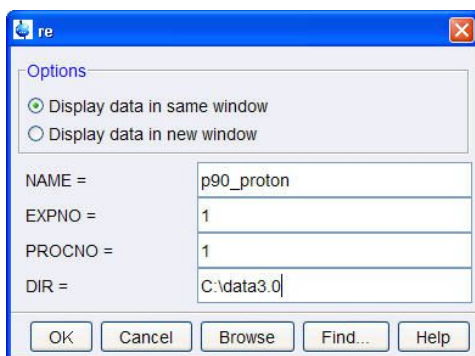 re
Options
Display data in same window
Display data in new window
NAME = p90_proton
EXPNO = 1
PROCNO = 1
DIR = C:\data3.0
OK Cancel Browse Find... Help